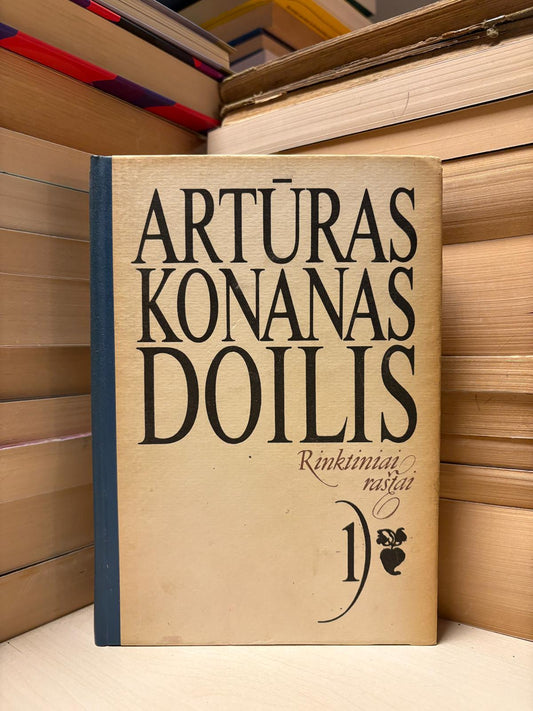 ARTŪRAS
KONANAS
DOILIS
Rinktiniai
raštai
1)